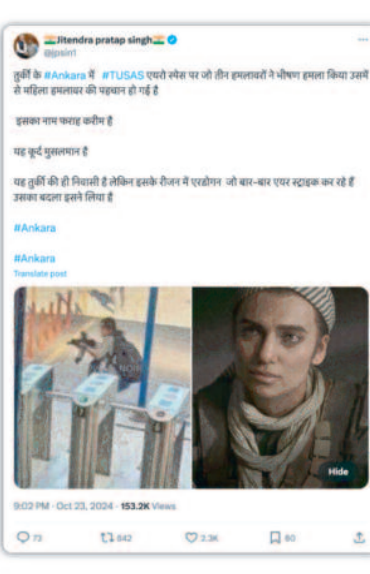 Jitendra pratap singh
@jpsin1
तुर्की के #Ankara में #TUSAS एयरो स्पेस पर जो तीन हमलावरों ने भीषण हमला किया उसमें
से महिला हमलावर की पहचान हो गई है
इसका नाम फराह करीम है
यह कूर्द मुसलमान है
यह तुर्की की ही निवासी है लेकिन इसके रीजन में एरडोगन जो बार-बार एयर स्ट्राइक कर रहे हैं
उसका बदला इसने लिया है
#Ankara
#Ankara
Translate post
Hide
9:02 PM · Oct 23, 2024 · 153.2K Views
73 642 2.3K 60